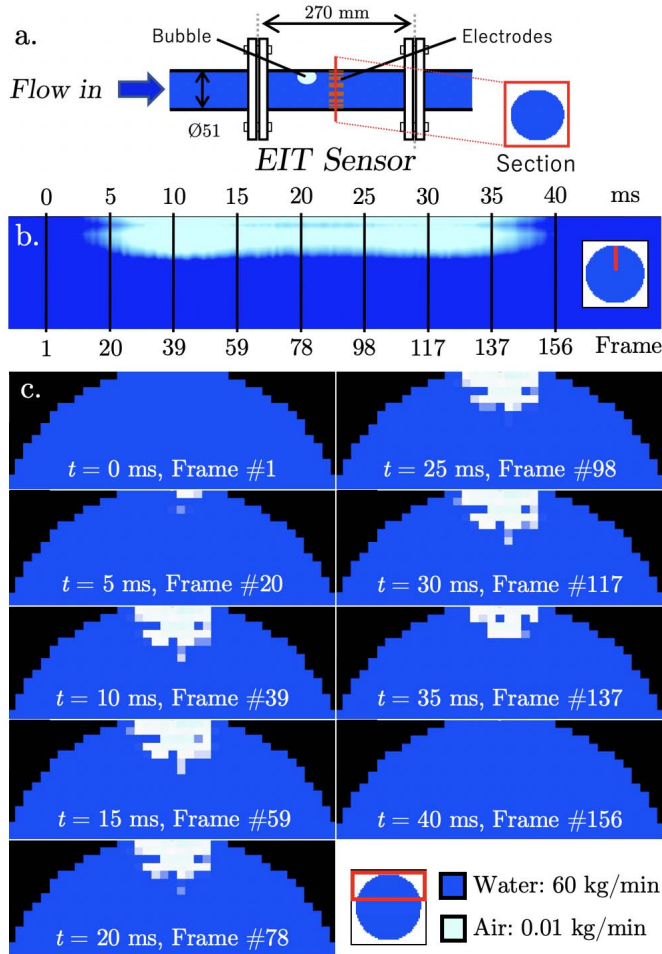 a.
270 mm
Bubble
Electrodes
Flow in
Ø51
EIT Sensor
Section
0 5 10 15 20 25 30 35 40 ms
b.
1 20 39 59 78 98 117 137 156 Frame
c.
t = 0 ms, Frame #1
t = 5 ms, Frame #20
t = 10 ms, Frame #39
t = 15 ms, Frame #59
t = 20 ms, Frame #78
t = 25 ms, Frame #98
t = 30 ms, Frame #117
t = 35 ms, Frame #137
t = 40 ms, Frame #156
Water: 60 kg/min
Air: 0.01 kg/min